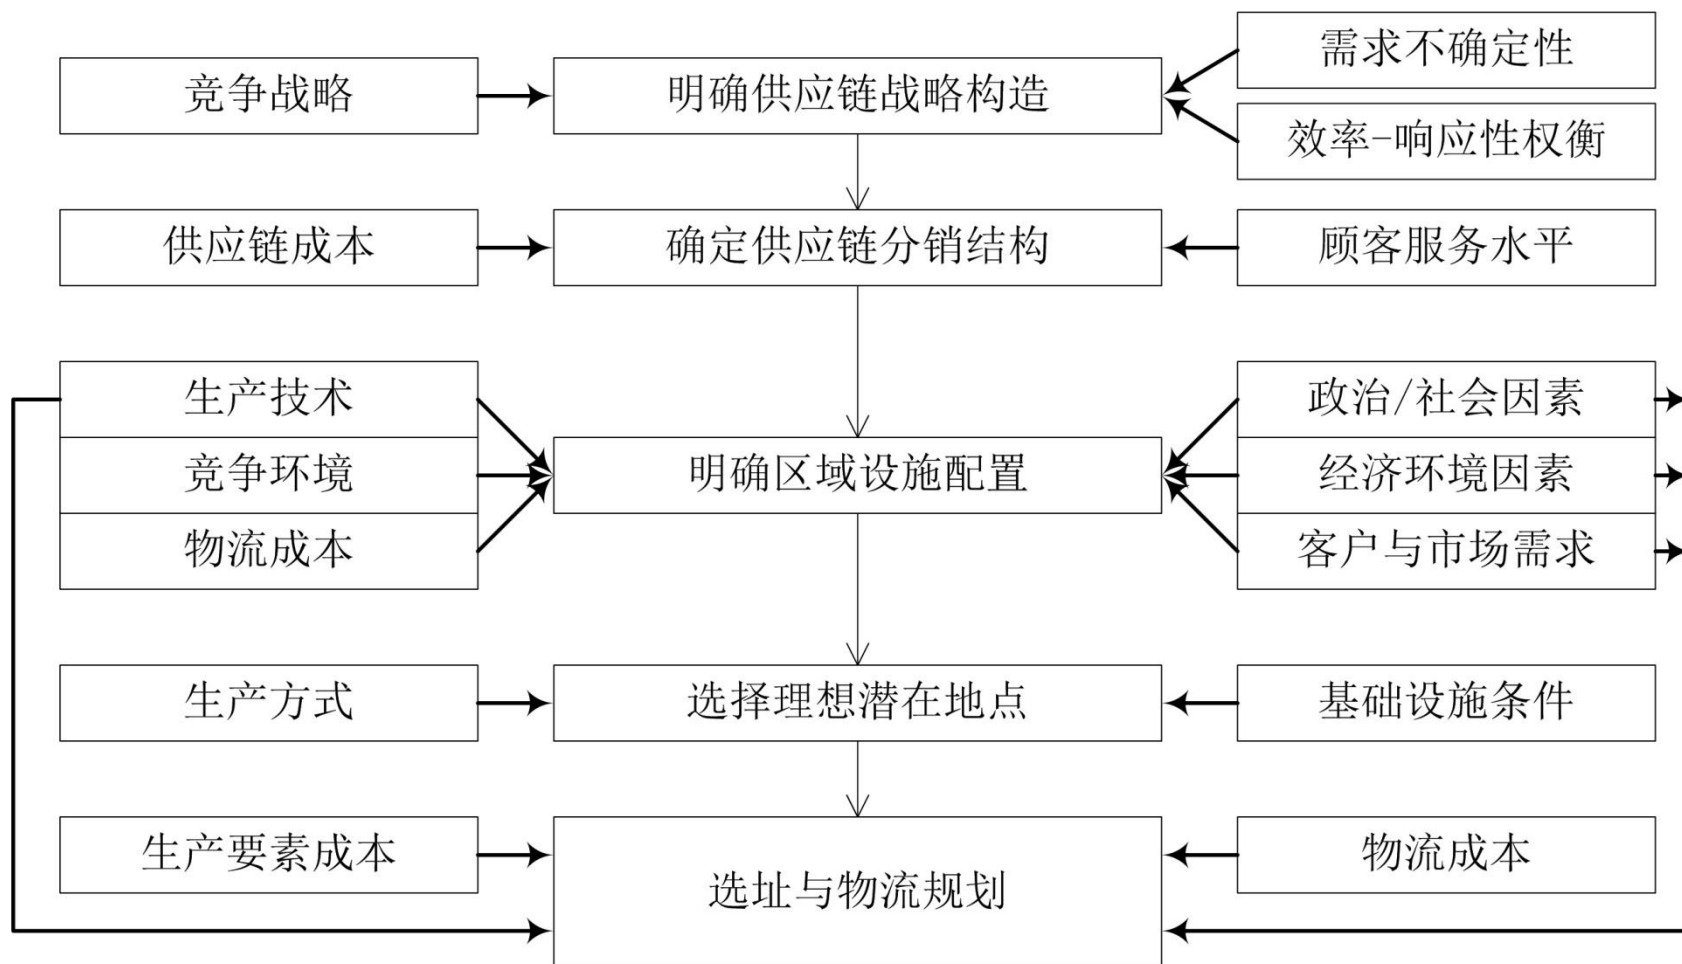 需求不确定性
竞争战略
明确供应链战略构造
效率-响应性权衡
供应链成本
确定供应链分销结构
顾客服务水平
生产技术
政治/社会因素
竞争环境
明确区域设施配置
经济环境因素
物流成本
客户与市场需求
生产方式
选择理想潜在地点
基础设施条件
生产要素成本
物流成本
选址与物流规划